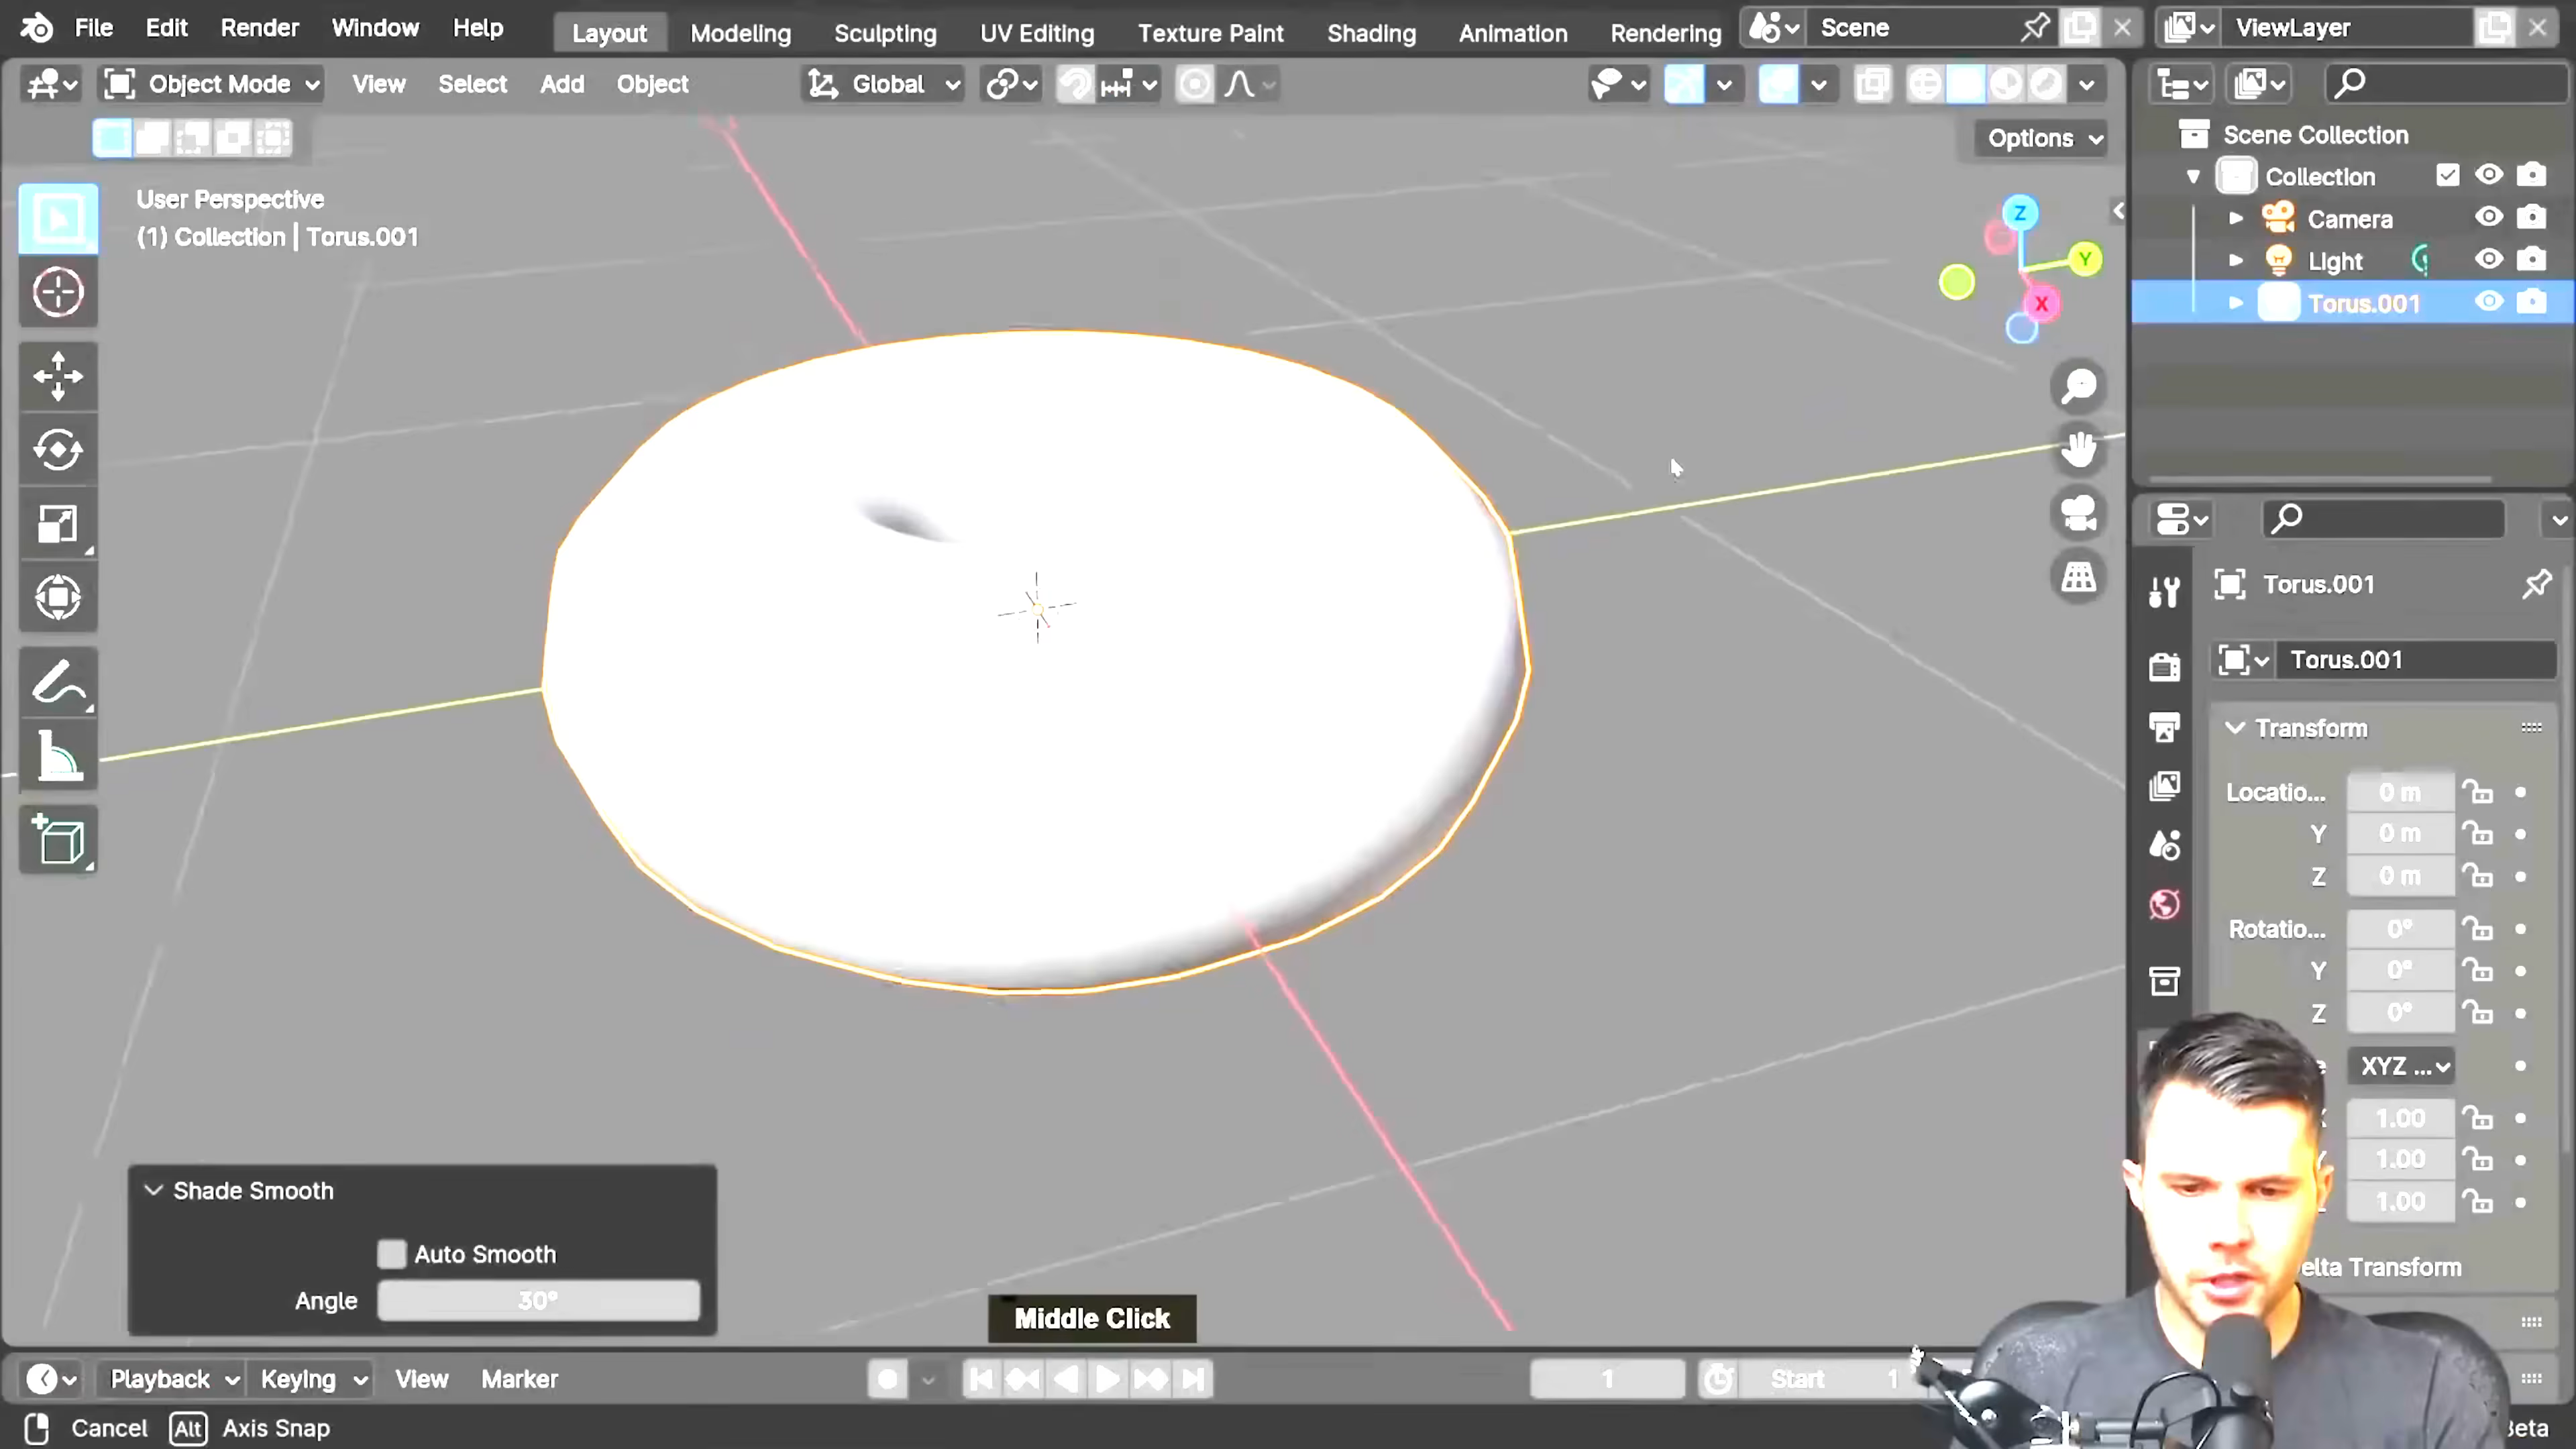 File Edit Render Window Help Layout Modeling Sculpting UV Editing Texture Paint Shading Animation Rendering Scene ViewLayer
Object Mode View Select Add Object Global
Options
User Perspective
(1) Collection | Torus.001
Z
Y
X
Scene Collection
Collection
Camera
Light
Torus.001
Torus.001
Torus.001
Transform
Locatio... 0 m
Y 0 m
Z 0 m
Rotatio... 0°
Y 0°
Z 0°
XYZ ...
1.00
1.00
1.00
elta Transform
Shade Smooth
Auto Smooth
Angle 30°
Middle Click
Playback Keying View Marker 1 Start 1
Cancel Alt Axis Snap
Beta